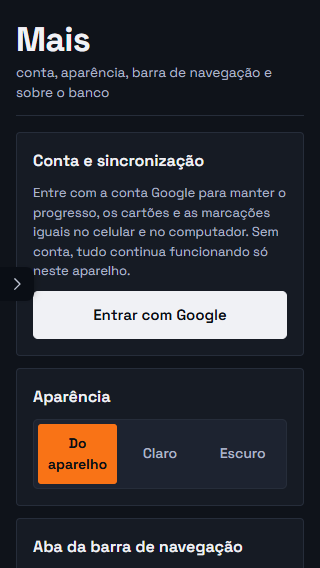 Mais
conta, aparência, barra de navegação e
sobre o banco
Conta e sincronização
Entre com a conta Google para manter o
progresso, os cartões e as marcações
iguais no celular e no computador. Sem
conta, tudo continua funcionando só
neste aparelho.
Entrar com Google
Aparência
Do
aparelho
Claro
Escuro
Aba da barra de navegação